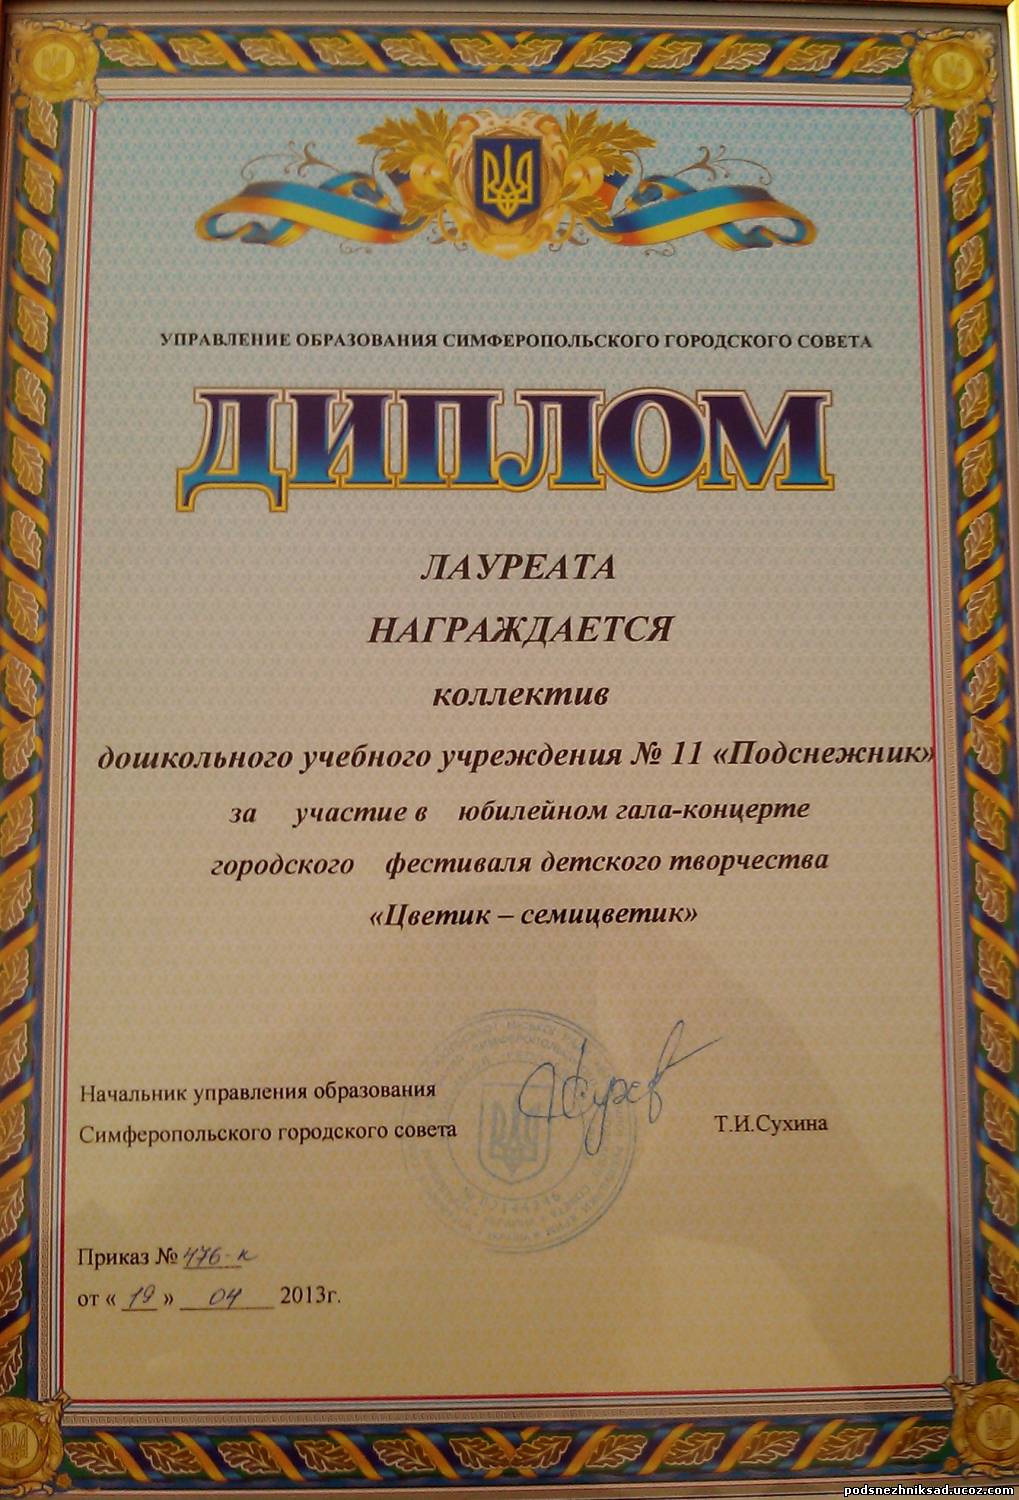 УПРАВЛЕНИЕ ОБРАЗОВАНИЯ СИМФЕРОПОЛЬСКОГО ГОРОДСКОГО СОВЕТА
ДИПЛОМ
ЛАУРЕАТА
НАГРАЖДАЕТСЯ
коллектив
дошкольного учебного учреждения № 11 «Подснежник»
за участие в юбилейном гала-концерте
городского фестиваля детского творчества
«Цветик – семицветик»
Начальник управления образования
Симферопольского городского совета
Т.И.Сухина
Приказ № 476-к
от « 19 » 04 2013г.
podsnezhniksad.ucoz.com